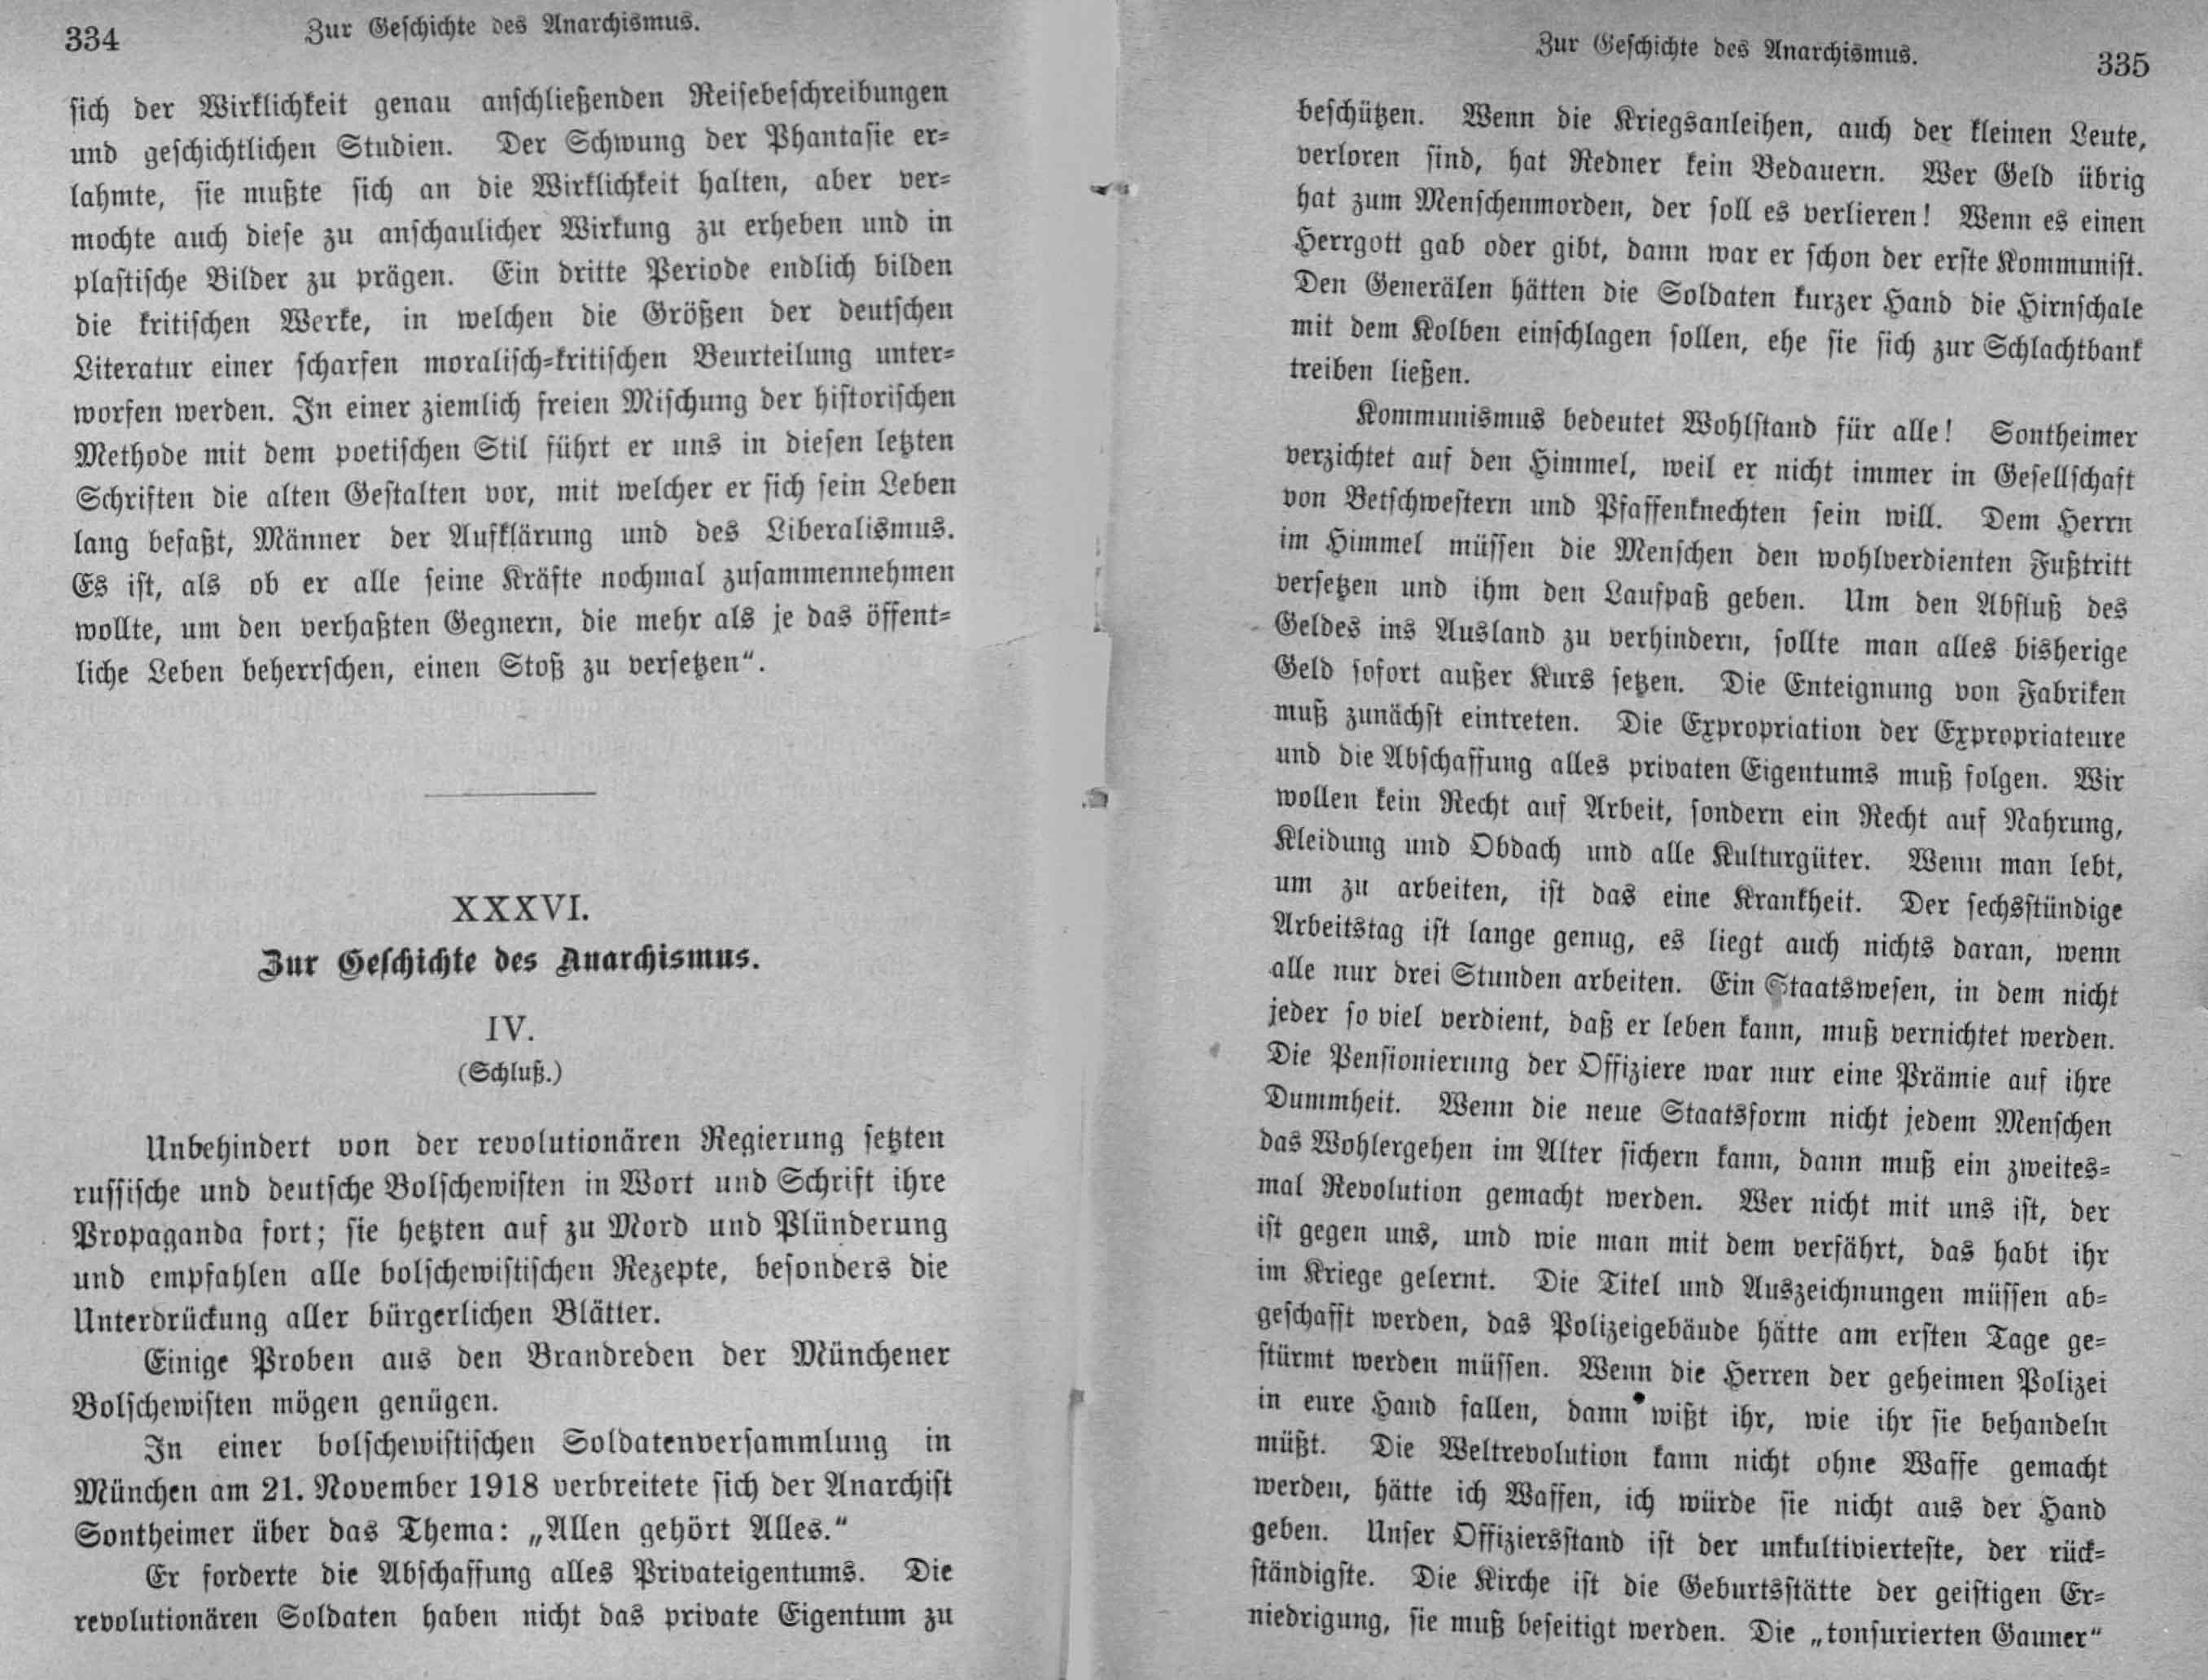 334
Zur Geschichte des Anarchismus.
sich der Wirklichkeit genau anschließenden Reisebeschreibungen
und geschichtlichen Studien. Der Schwung der Phantasie er-
lahmte, sie mußte sich an die Wirklichkeit halten, aber ver-
mochte auch diese zu anschaulicher Wirkung zu erheben und in
plastische Bilder zu prägen. Ein dritte Periode endlich bilden
die kritischen Werke, in welchen die Größen der deutschen
Literatur einer scharfen moralisch-kritischen Beurteilung unter-
worfen werden. In einer ziemlich freien Mischung der historischen
Methode mit dem poetischen Stil führt er uns in diesen letzten
Schriften die alten Gestalten vor, mit welcher er sich sein Leben
lang befaßt, Männer der Aufklärung und des Liberalismus.
Es ist, als ob er alle seine Kräfte nochmal zusammennehmen
wollte, um den verhaßten Gegnern, die mehr als je das öffent-
liche Leben beherrschen, einen Stoß zu versetzen“.
XXXVI.
Zur Geschichte des Anarchismus.
IV.
(Schluß.)
Unbehindert von der revolutionären Regierung setzten
russische und deutsche Bolschewisten in Wort und Schrift ihre
Propaganda fort; sie hetzten auf zu Mord und Plünderung
und empfahlen alle bolschewistischen Rezepte, besonders die
Unterdrückung aller bürgerlichen Blätter.
Einige Proben aus den Brandreden der Münchener
Bolschewisten mögen genügen.
In einer bolschewistischen Soldatenversammlung in
München am 21. November 1918 verbreitete sich der Anarchist
Sontheimer über das Thema: „Allen gehört Alles.“
Er forderte die Abschaffung alles Privateigentums. Die
revolutionären Soldaten haben nicht das private Eigentum zu
Zur Geschichte des Anarchismus.
335
beschützen. Wenn die Kriegsanleihen, auch der kleinen Leute,
verloren sind, hat Redner kein Bedauern. Wer Geld übrig
hat zum Menschenmorden, der soll es verlieren! Wenn es einen
Herrgott gab oder gibt, dann war er schon der erste Kommunist.
Den Generälen hätten die Soldaten kurzer Hand die Hirnschale
mit dem Kolben einschlagen sollen, ehe sie sich zur Schlachtbank
treiben ließen.
Kommunismus bedeutet Wohlstand für alle! Sontheimer
verzichtet auf den Himmel, weil er nicht immer in Gesellschaft
von Betschwestern und Pfaffenknechten sein will. Dem Herrn
im Himmel müssen die Menschen den wohlverdienten Fußtritt
versetzen und ihm den Laufpaß geben. Um den Abfluß des
Geldes ins Ausland zu verhindern, sollte man alles bisherige
Geld sofort außer Kurs setzen. Die Enteignung von Fabriken
muß zunächst eintreten. Die Expropriation der Expropriateure
und die Abschaffung alles privaten Eigentums muß folgen. Wir
wollen kein Recht auf Arbeit, sondern ein Recht auf Nahrung,
Kleidung und Obdach und alle Kulturgüter. Wenn man lebt,
um zu arbeiten, ist das eine Krankheit. Der sechsstündige
Arbeitstag ist lange genug, es liegt auch nichts daran, wenn
alle nur drei Stunden arbeiten. Ein Staatswesen, in dem nicht
jeder so viel verdient, daß er leben kann, muß vernichtet werden.
Die Pensionierung der Offiziere war nur eine Prämie auf ihre
Dummheit. Wenn die neue Staatsform nicht jedem Menschen
das Wohlergehen im Alter sichern kann, dann muß ein zweites-
mal Revolution gemacht werden. Wer nicht mit uns ist, der
ist gegen uns, und wie man mit dem verfährt, das habt ihr
im Kriege gelernt. Die Titel und Auszeichnungen müssen ab-
geschafft werden, das Polizeigebäude hätte am ersten Tage ge-
stürmt werden müssen. Wenn die Herren der geheimen Polizei
in eure Hand fallen, dann wißt ihr, wie ihr sie behandeln
müßt. Die Weltrevolution kann nicht ohne Waffe gemacht
werden, hätte ich Waffen, ich würde sie nicht aus der Hand
geben. Unser Offiziersstand ist der unkultivierteste, der rück-
ständigste. Die Kirche ist die Geburtsstätte der geistigen Er-
niedrigung, sie muß beseitigt werden. Die „tonsurierten Gauner“